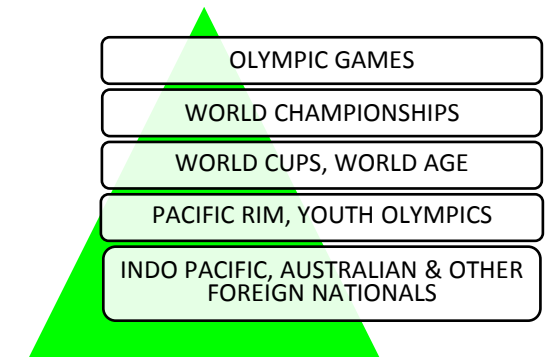 OLYMPIC GAMES
WORLD CHAMPIONSHIPS
WORLD CUPS, WORLD AGE
PACIFIC RIM, YOUTH OLYMPICS
INDO PACIFIC, AUSTRALIAN & OTHER
FOREIGN NATIONALS